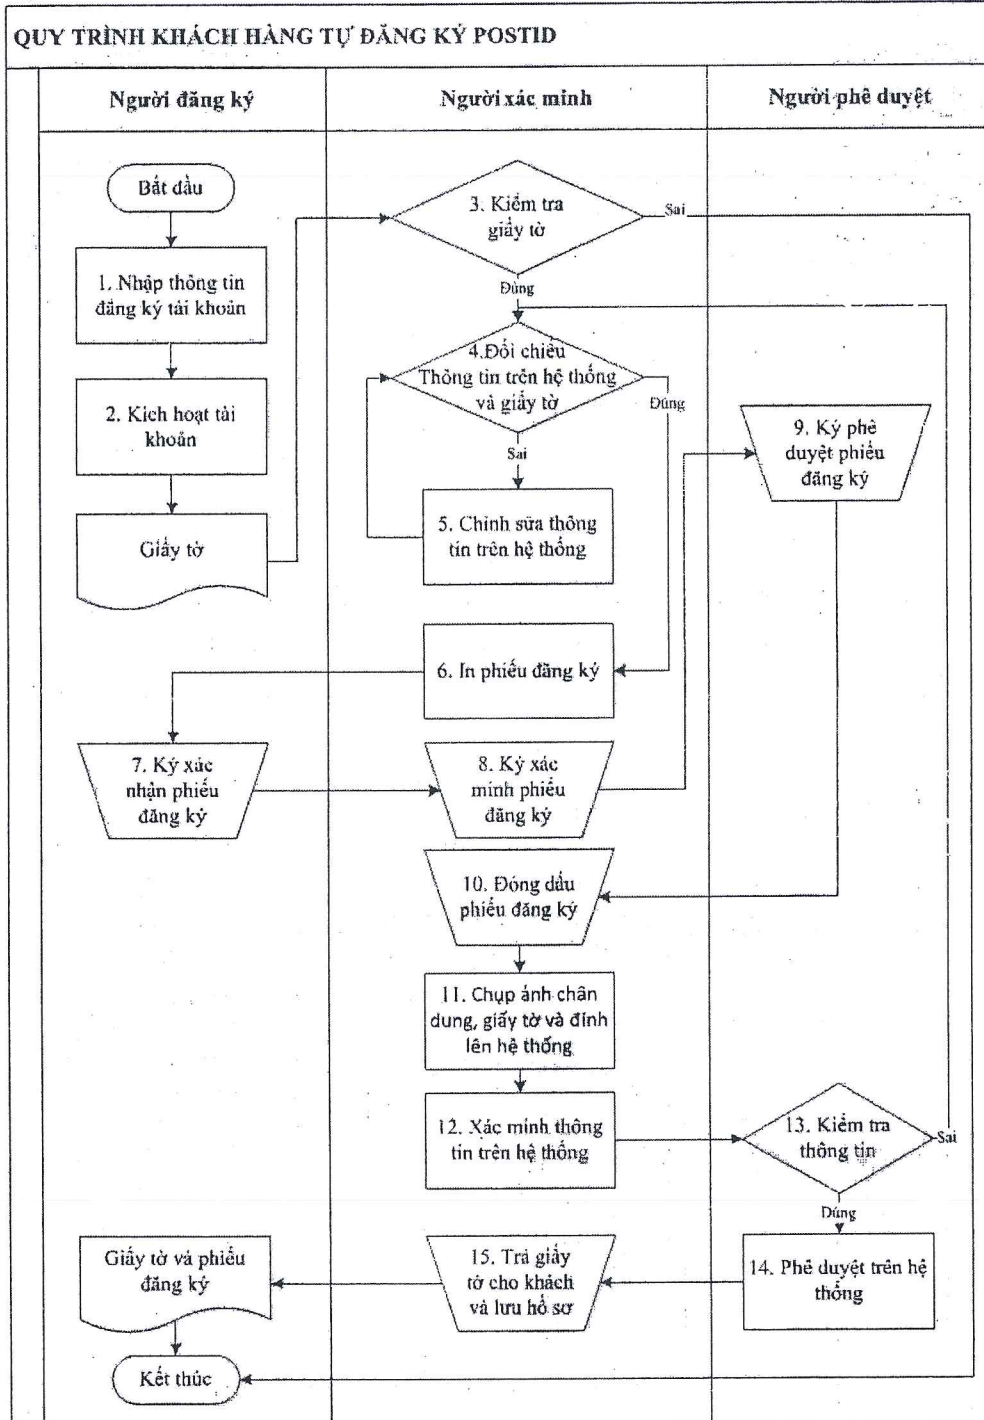 QUY TRÌNH KHÁCH HÀNG TỰ ĐĂNG KÝ POSTID
Người đăng ký
Người xác minh
Người phê duyệt
Bắt đầu
1. Nhập thông tin
đăng ký tài khoản
2. Kích hoạt tài
khoản
Giấy tờ
3. Kiểm tra
giấy tờ
Sai
Đúng
4.Đối chiếu
Thông tin trên hệ thống
và giấy tờ
Đúng
Sai
5. Chỉnh sửa thông
tin trên hệ thống
6. In phiếu đăng ký
7. Ký xác
nhận phiếu
đăng ký
8. Ký xác
minh phiếu
đăng ký
9. Ký phê
duyệt phiếu
đăng ký
10. Đóng dấu
phiếu đăng ký
11. Chụp ảnh chân
dung, giấy tờ và đính
lên hệ thống
12. Xác minh thông
tin trên hệ thống
13. Kiểm tra
thông tin
Sai
Đúng
14. Phê duyệt trên hệ
thống
15. Trả giấy
tờ cho khách
và lưu hồ sơ
Giấy tờ và phiếu
đăng ký
Kết thúc